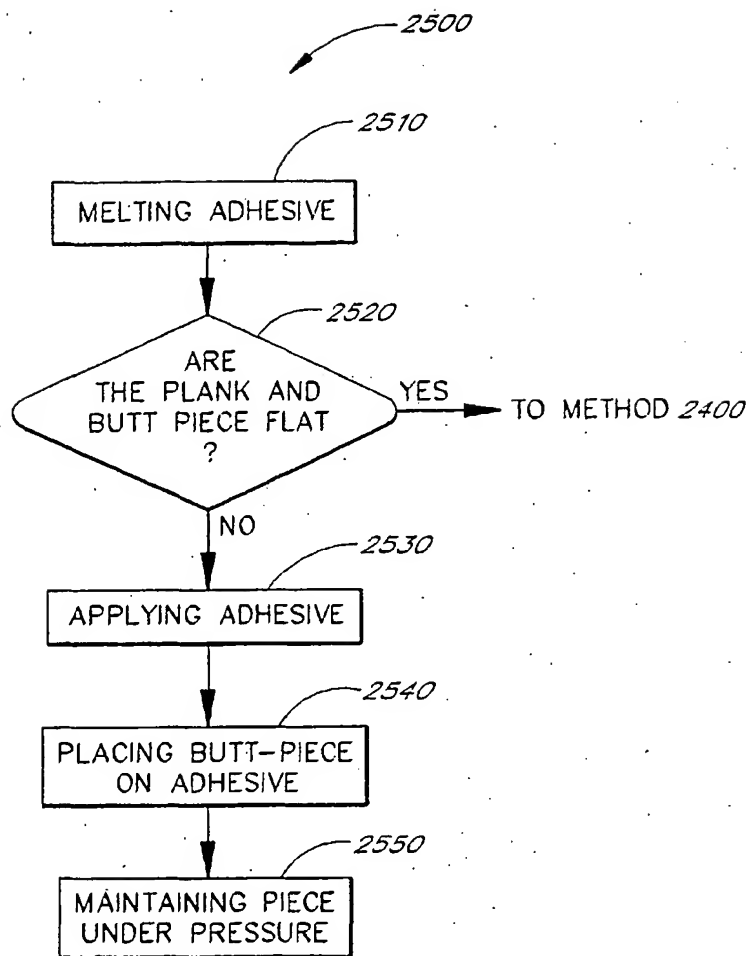 2500
2510
MELTING ADHESIVE
2520
ARE
THE PLANK AND
BUTT PIECE FLAT
?
YES
TO METHOD 2400
NO
2530
APPLYING ADHESIVE
2540
PLACING BUTT-PIECE
ON ADHESIVE
2550
MAINTAINING PIECE
UNDER PRESSURE